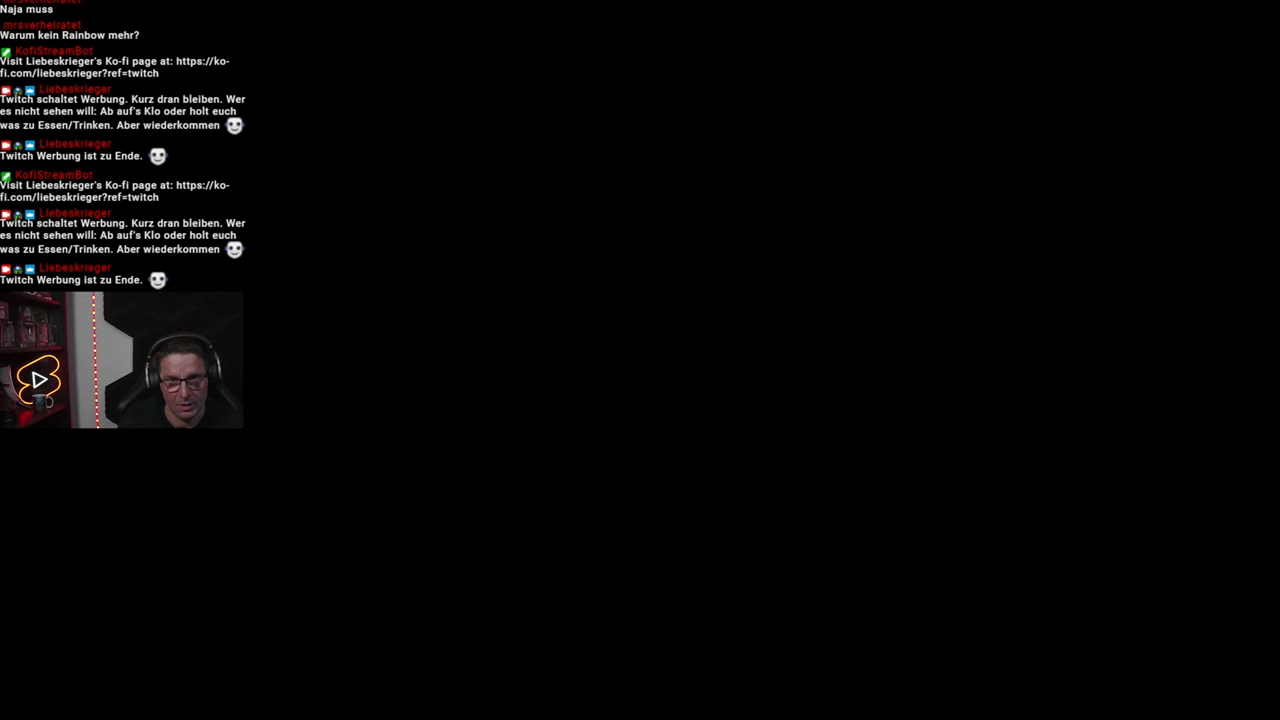 Naja muss
mrsverheiratet
Warum kein Rainbow mehr?
KofiStreamBot
Visit Liebeskrieger's Ko-fi page at: https://ko-
fi.com/liebeskrieger?ref=twitch
Liebeskrieger
Twitch schaltet Werbung. Kurz dran bleiben. Wer
es nicht sehen will: Ab auf's Klo oder holt euch
was zu Essen/Trinken. Aber wiederkommen
Liebeskrieger
Twitch Werbung ist zu Ende.
KofiStreamBot
Visit Liebeskrieger's Ko-fi page at: https://ko-
fi.com/liebeskrieger?ref=twitch
Liebeskrieger
Twitch schaltet Werbung. Kurz dran bleiben. Wer
es nicht sehen will: Ab auf's Klo oder holt euch
was zu Essen/Trinken. Aber wiederkommen
Liebeskrieger
Twitch Werbung ist zu Ende.